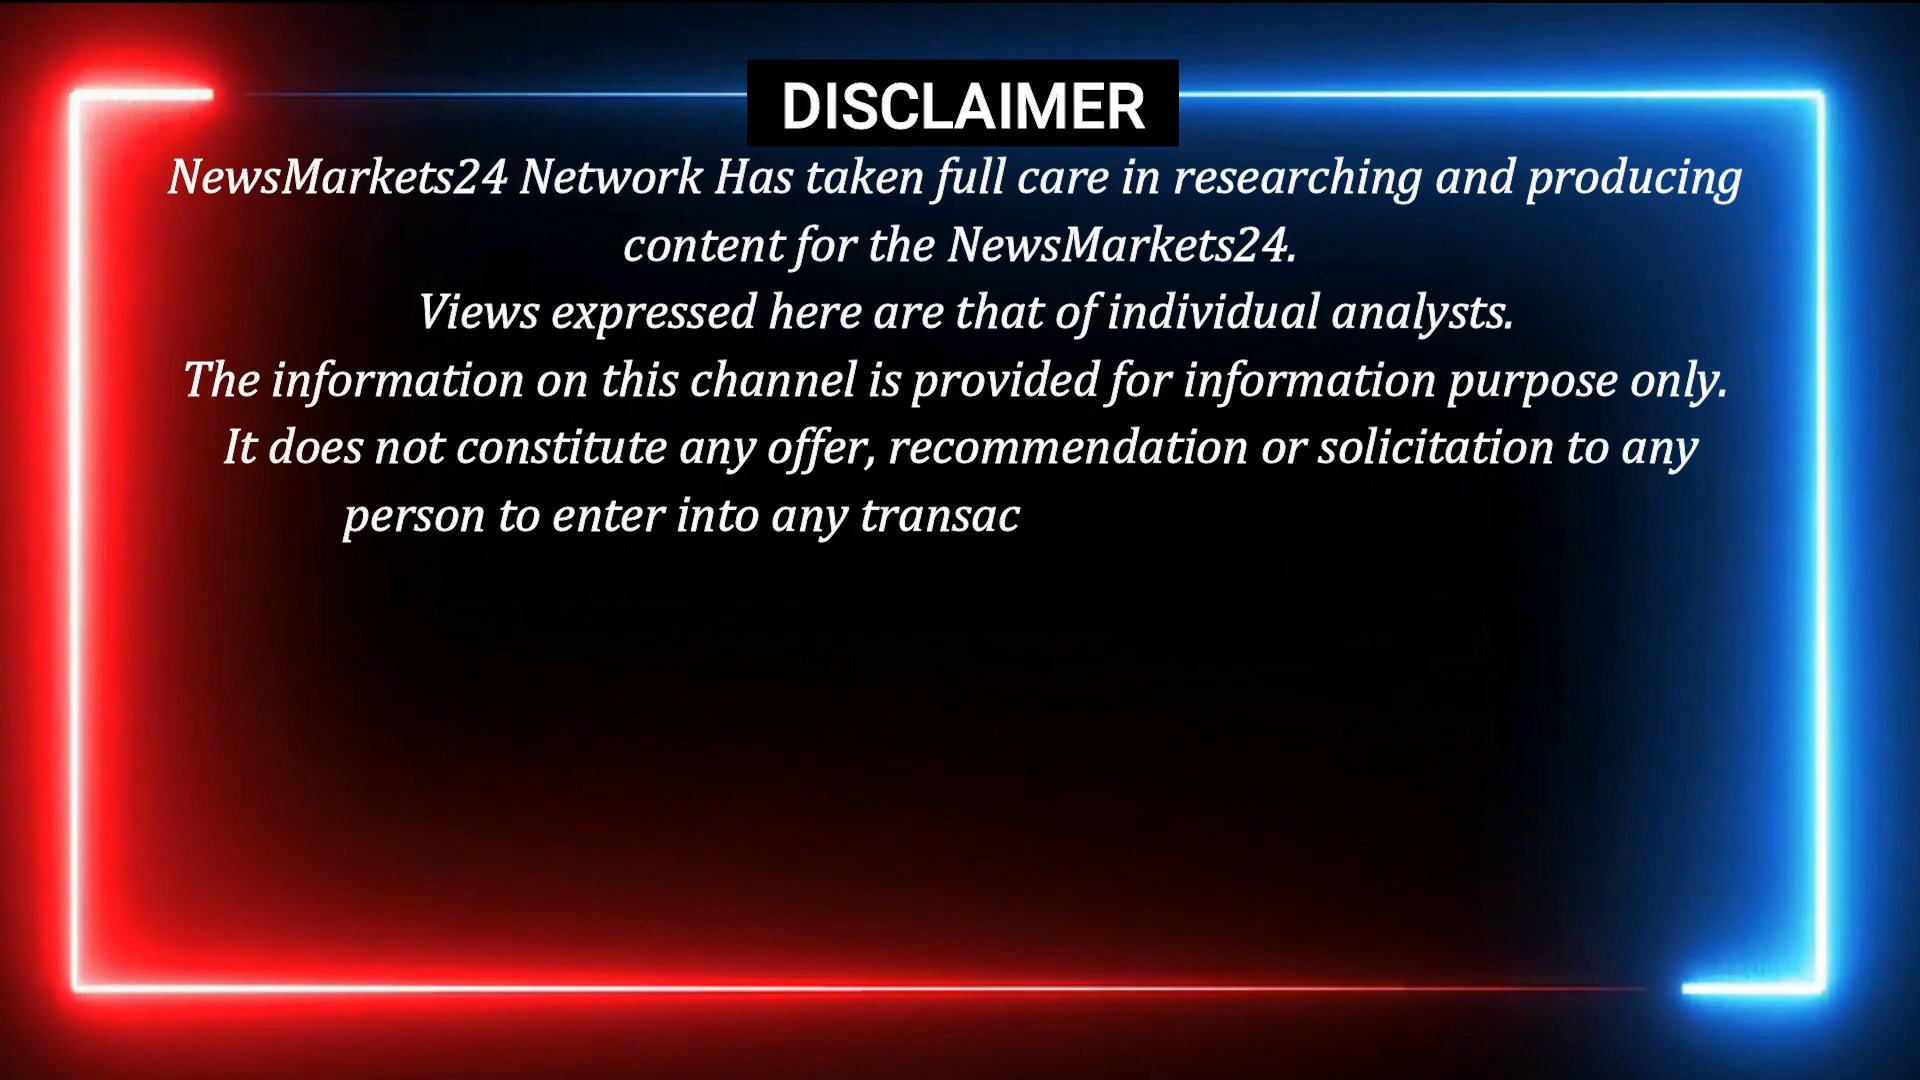 DISCLAIMER
NewsMarkets24 Network Has taken full care in researching and producing
content for the NewsMarkets24.
Views expressed here are that of individual analysts.
The information on this channel is provided for information purpose only.
It does not constitute any offer, recommendation or solicitation to any
person to enter into any transac